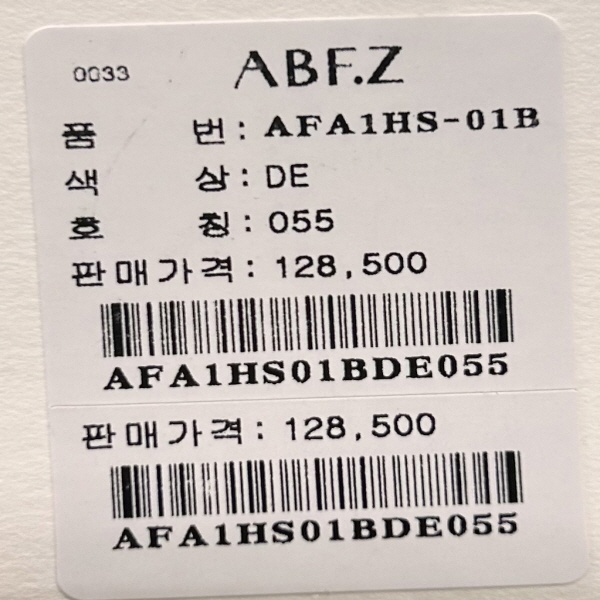 0033 ABF.Z
품 번: AFA1HS-01B
색 상: DE
호 칭: 055
판매가격: 128,500
AFA1HS01BDE055
판매가격: 128,500
AFA1HS01BDE055